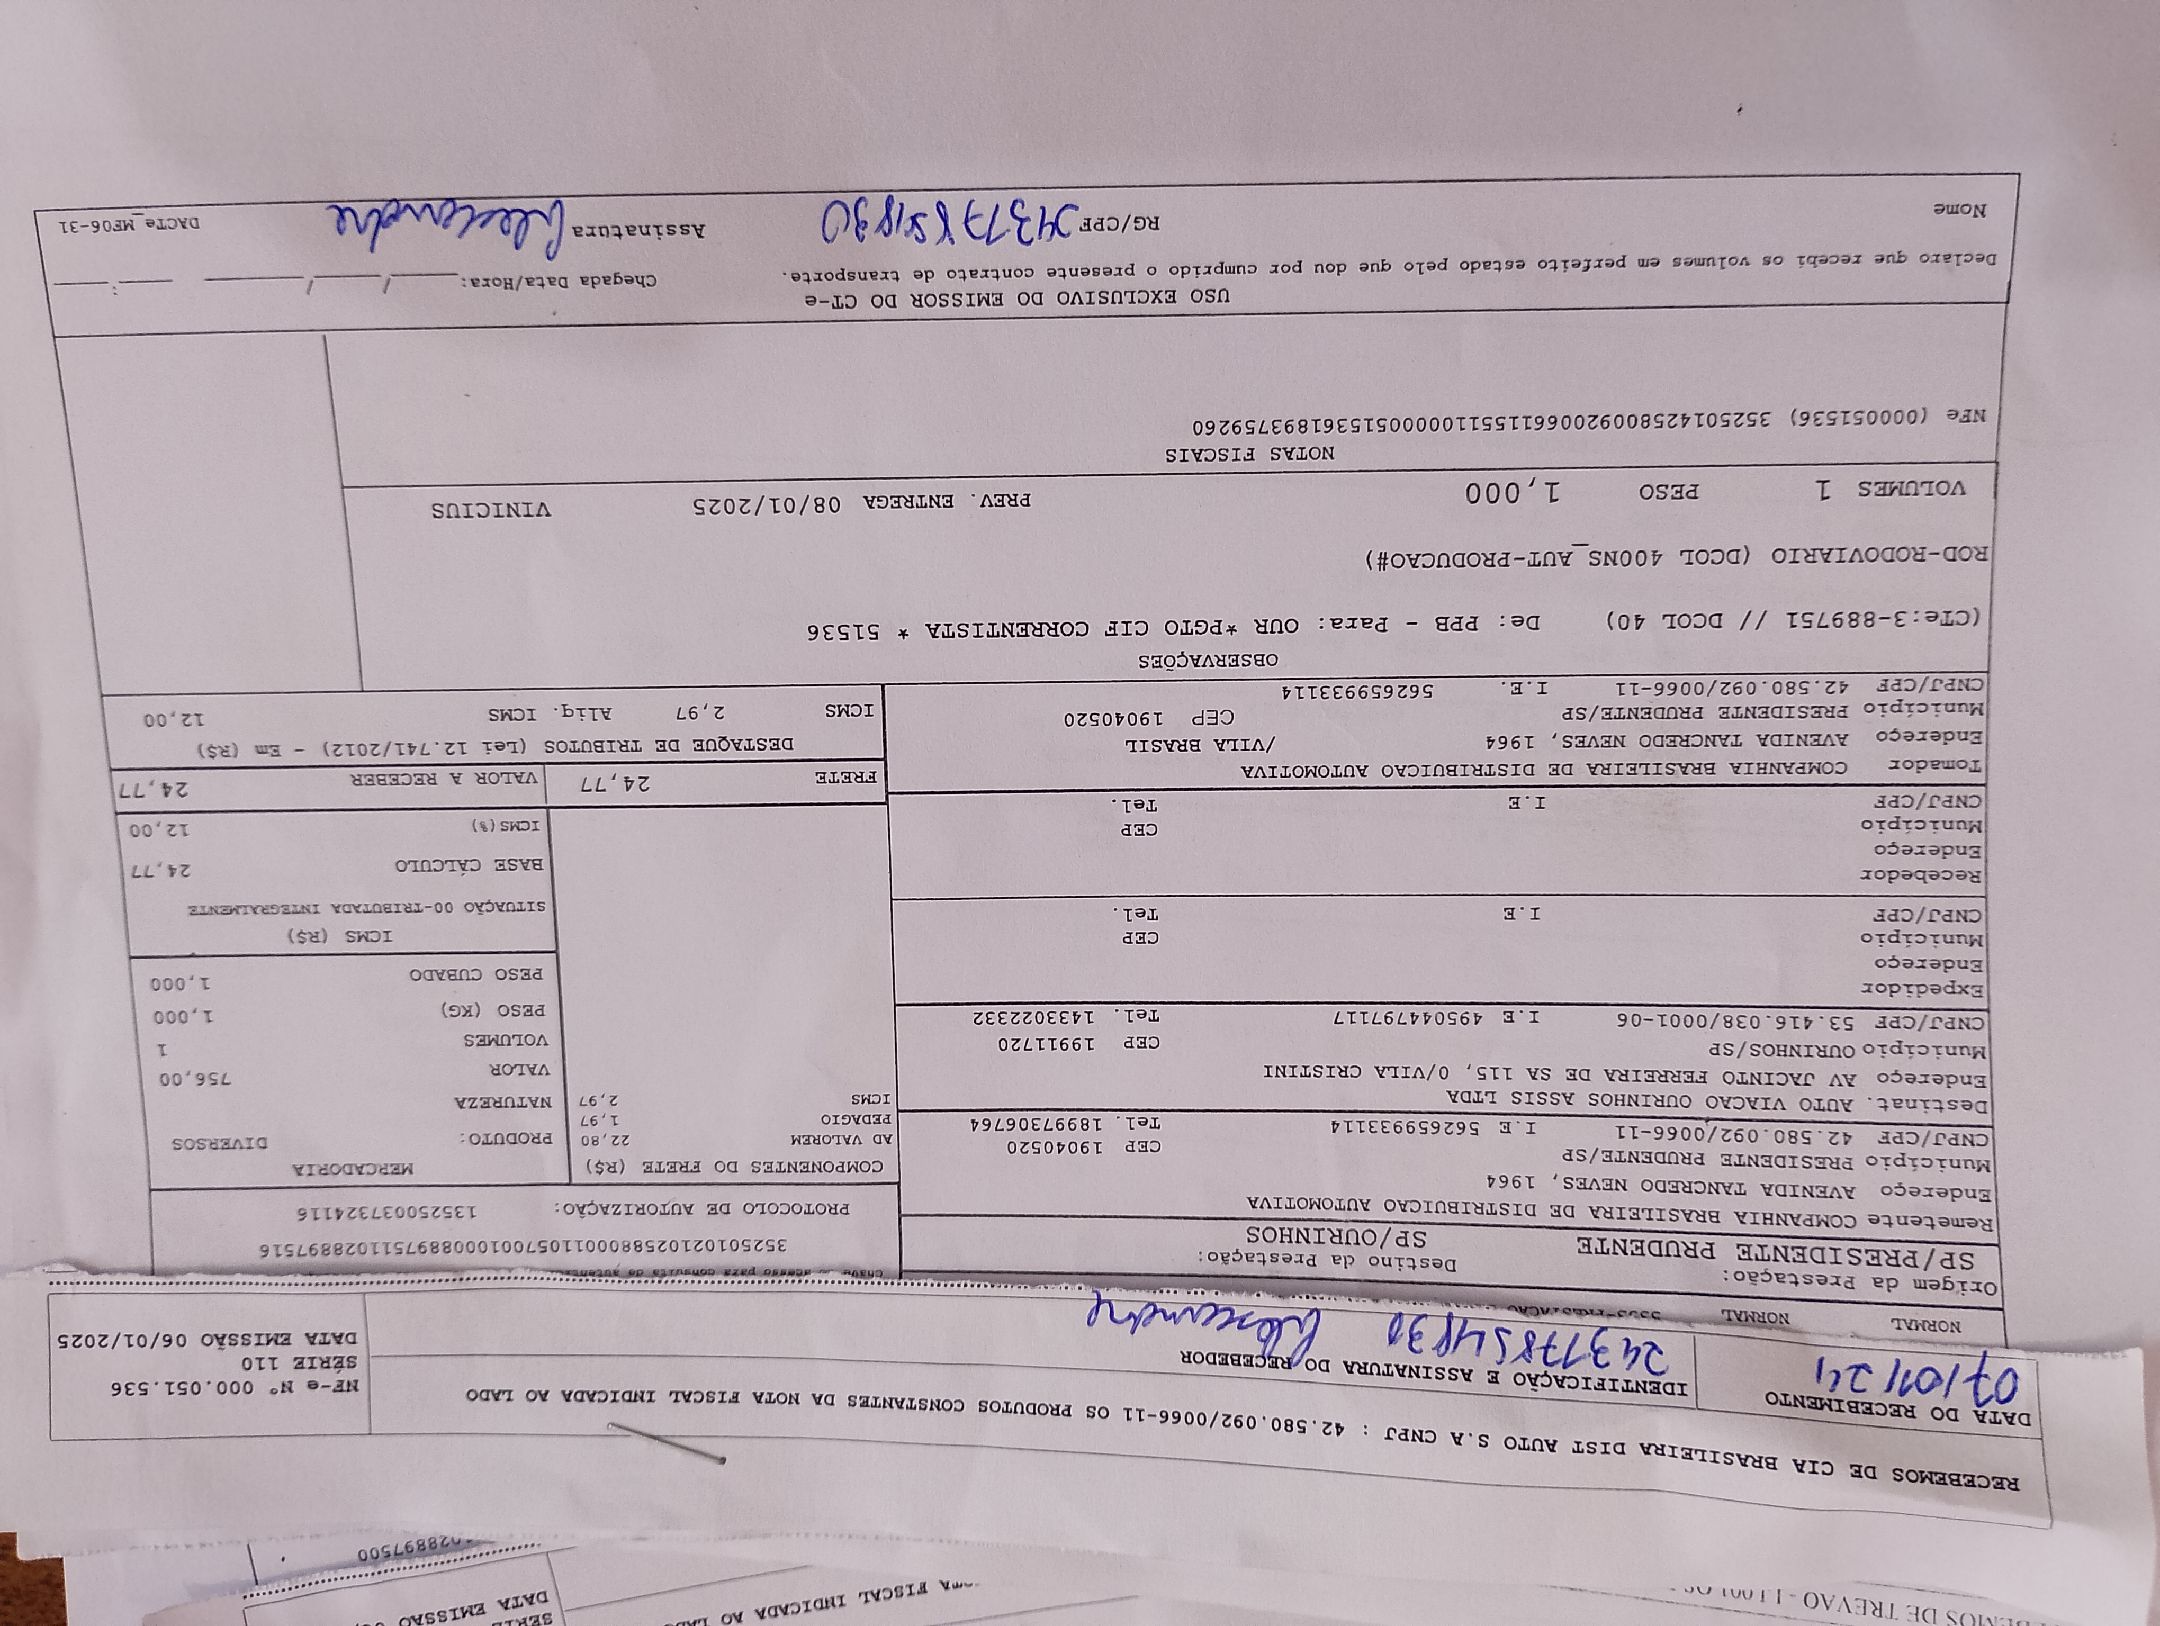 RECEBEMOS DE CIA BRASILEIRA DIST AUTO S.A CNPJ : 42.580.092/0066-11 OS PRODUTOS CONSTANTES DA NOTA FISCAL INDICADA AO LADO
DATA DO RECEBIMENTO
07/01/24
IDENTIFICAÇÃO E ASSINATURA DO RECEBEDOR
NF-e Nº 000.051.536
SÉRIE 110
DATA EMISSÃO 06/01/2025
NORMAL NORMAL
Origem da Prestação:
SP/PRESIDENTE PRUDENTE
Destino da Prestação:
SP/OURINHOS
PROTOCOLO DE AUTORIZAÇÃO: 135250037324116
Remetente COMPANHIA BRASILEIRA DE DISTRIBUICAO AUTOMOTIVA
Endereço AVENIDA TANCREDO NEVES, 1964
Município PRESIDENTE PRUDENTE/SP CEP 19040520
CNPJ/CPF 42.580.092/0066-11 I.E 562659933114 Tel. 18997306764
Destinat. AUTO VIACAO OURINHOS ASSIS LTDA
Endereço AV JACINTO FERREIRA DE SA 115, 0/VILA CRISTINI
Município OURINHOS/SP CEP 19911720
CNPJ/CPF 53.416.038/0001-06 I.E 495044797117 Tel. 1433022332
Expedidor
Endereço
Município CEP
CNPJ/CPF I.E Tel.
Recebedor
Endereço
Município CEP
CNPJ/CPF I.E Tel.
Tomador COMPANHIA BRASILEIRA DE DISTRIBUICAO AUTOMOTIVA
Endereço AVENIDA TANCREDO NEVES, 1964 /VILA BRASIL
Município PRESIDENTE PRUDENTE/SP CEP 19040520
CNPJ/CPF 42.580.092/0066-11 I.E. 562659933114
COMPONENTES DO FRETE (R$)
AD VALOREM 22,80
PEDAGIO 1,97
ICMS 2,97
MERCADORIA
PRODUTO: DIVERSOS
NATUREZA
VALOR 756,00
VOLUMES 1
PESO (KG) 1,000
PESO CUBADO 1,000
ICMS (R$)
SITUAÇÃO 00-TRIBUTADA INTEGRALMENTE
BASE CÁLCULO 24,77
ICMS(%) 12,00
FRETE 24,77 VALOR A RECEBER 24,77
DESTAQUE DE TRIBUTOS (Lei 12.741/2012) - Em (R$)
ICMS 2,97 Aliq. ICMS 12,00
OBSERVAÇÕES
(CTe:3-889751 // DCOL 40) De: PPB - Para: OUR *PGTO CIF CORRENTISTA * 51536
ROD-RODOVIARIO (DCOL 400NS_AUT-PRODUCAO#)
VOLUMES 1 PESO 1,000 PREV. ENTREGA 08/01/2025 VINICIUS
NOTAS FISCAIS
NFe (000051536) 35250142580092006611551100000515361893759260
USO EXCLUSIVO DO EMISSOR DO CT-e
Declaro que recebi os volumes em perfeito estado pelo que dou por cumprido o presente contrato de transporte. Chegada Data/Hora: ____/____/____ ___:___
Nome RG/CPF Assinatura DACTe_MF06-31
028897500
DATA EMISSÃO
FISCAL INDICADA AO LADO